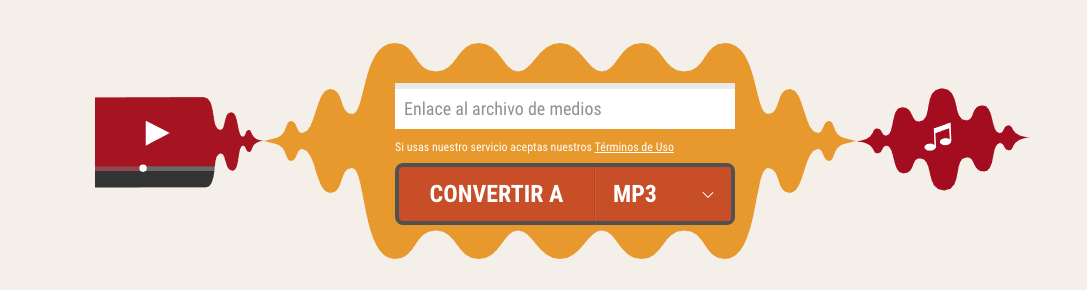 Enlace al archivo de medios
Si usas nuestro servicio aceptas nuestros Términos de Uso
CONVERTIR A MP3